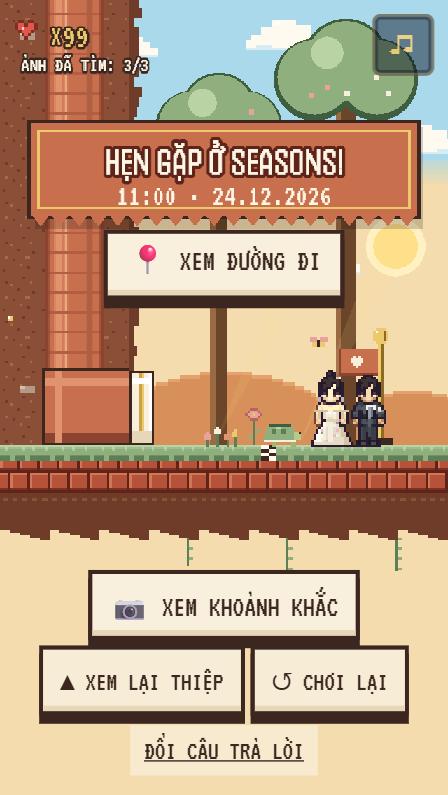 X99
ẢNH ĐÃ TÌM: 3/3
HẸN GẶP Ở SEASONS!
11:00 · 24.12.2026
XEM ĐƯỜNG ĐI
XEM KHOẢNH KHẮC
▲ XEM LẠI THIỆP
↺ CHƠI LẠI
ĐỔI CÂU TRẢ LỜI